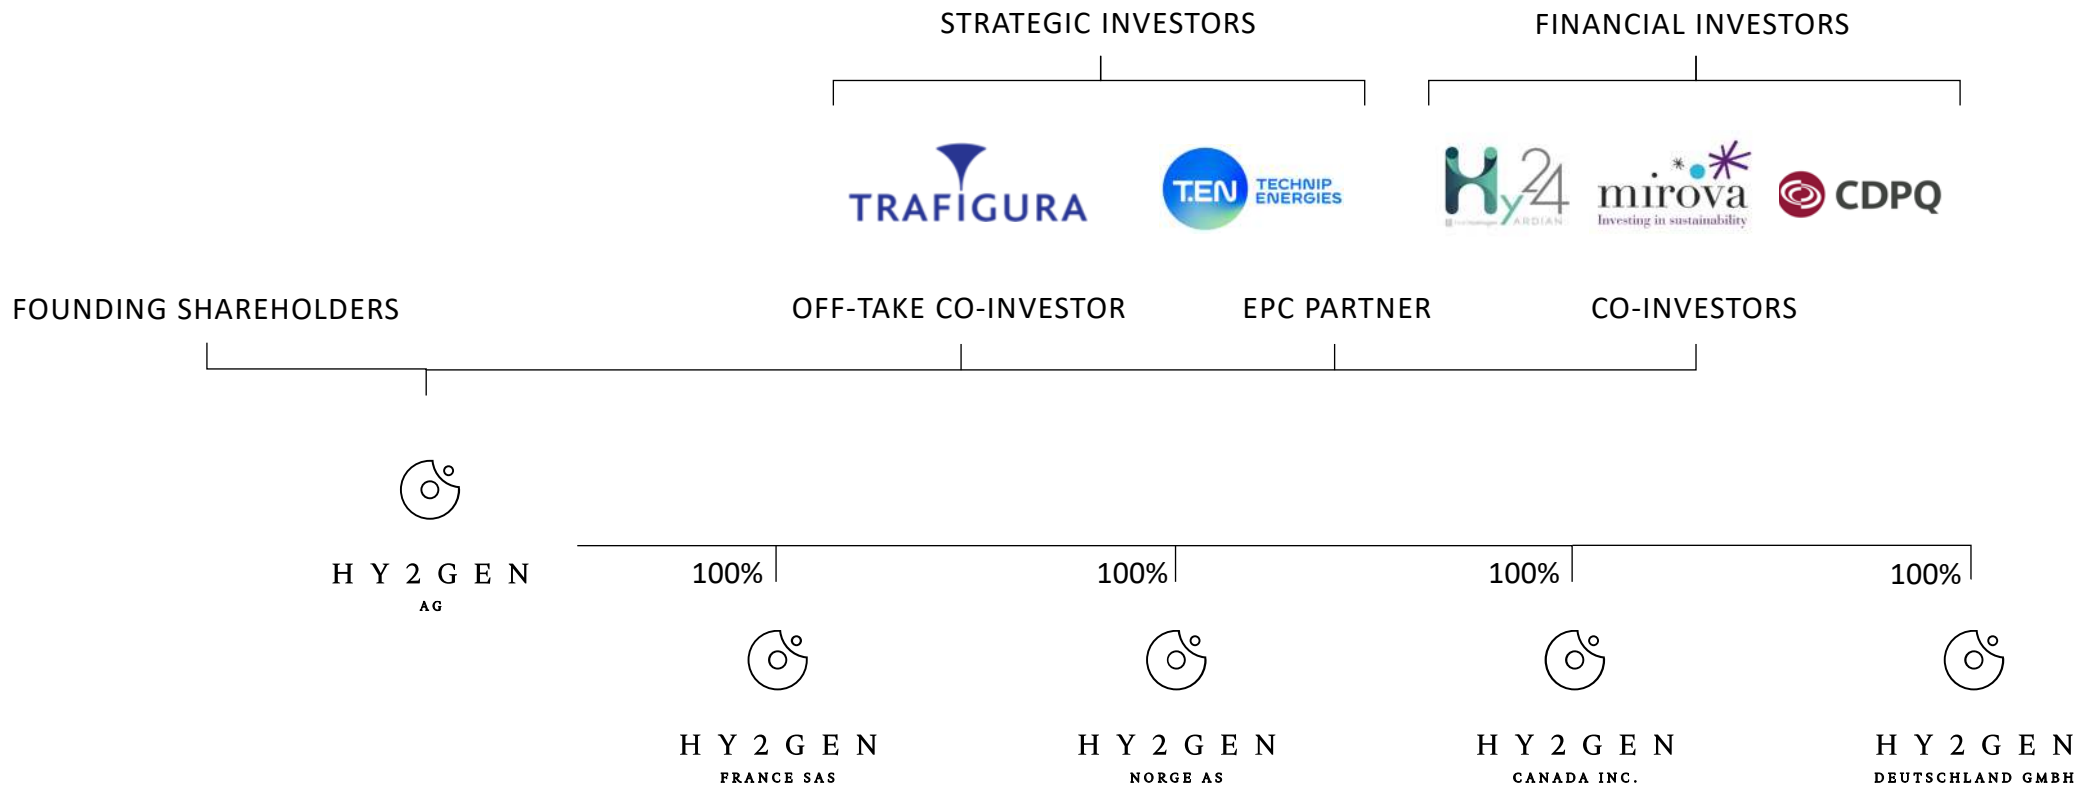 STRATEGIC INVESTORS
FINANCIAL INVESTORS
TRAFIGURA
T.EN
TECHNIP
ENERGIES
Hy24
ARDIAN
mirova
Investing in sustainability
CDPQ
FOUNDING SHAREHOLDERS
OFF-TAKE CO-INVESTOR
EPC PARTNER
CO-INVESTORS
HY2GEN
AG
100%
100%
100%
100%
HY2GEN
FRANCE SAS
HY2GEN
NORGE AS
HY2GEN
CANADA INC.
HY2GEN
DEUTSCHLAND GMBH